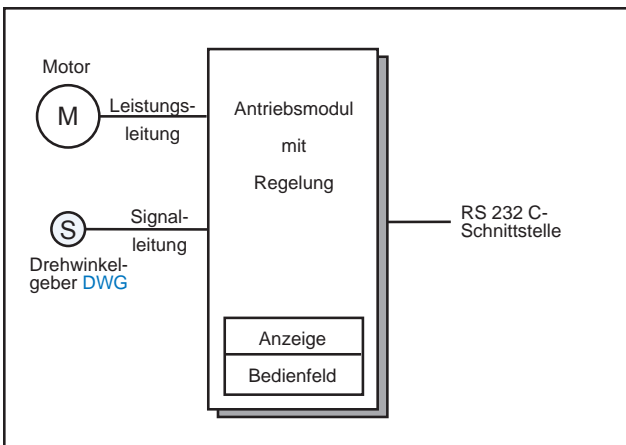 Motor
M
Leistungs-
leitung
S
Signal-
leitung
Drehwinkel-
geber DWG
Antriebsmodul
mit
Regelung
Anzeige
Bedienfeld
RS 232 C-
Schnittstelle